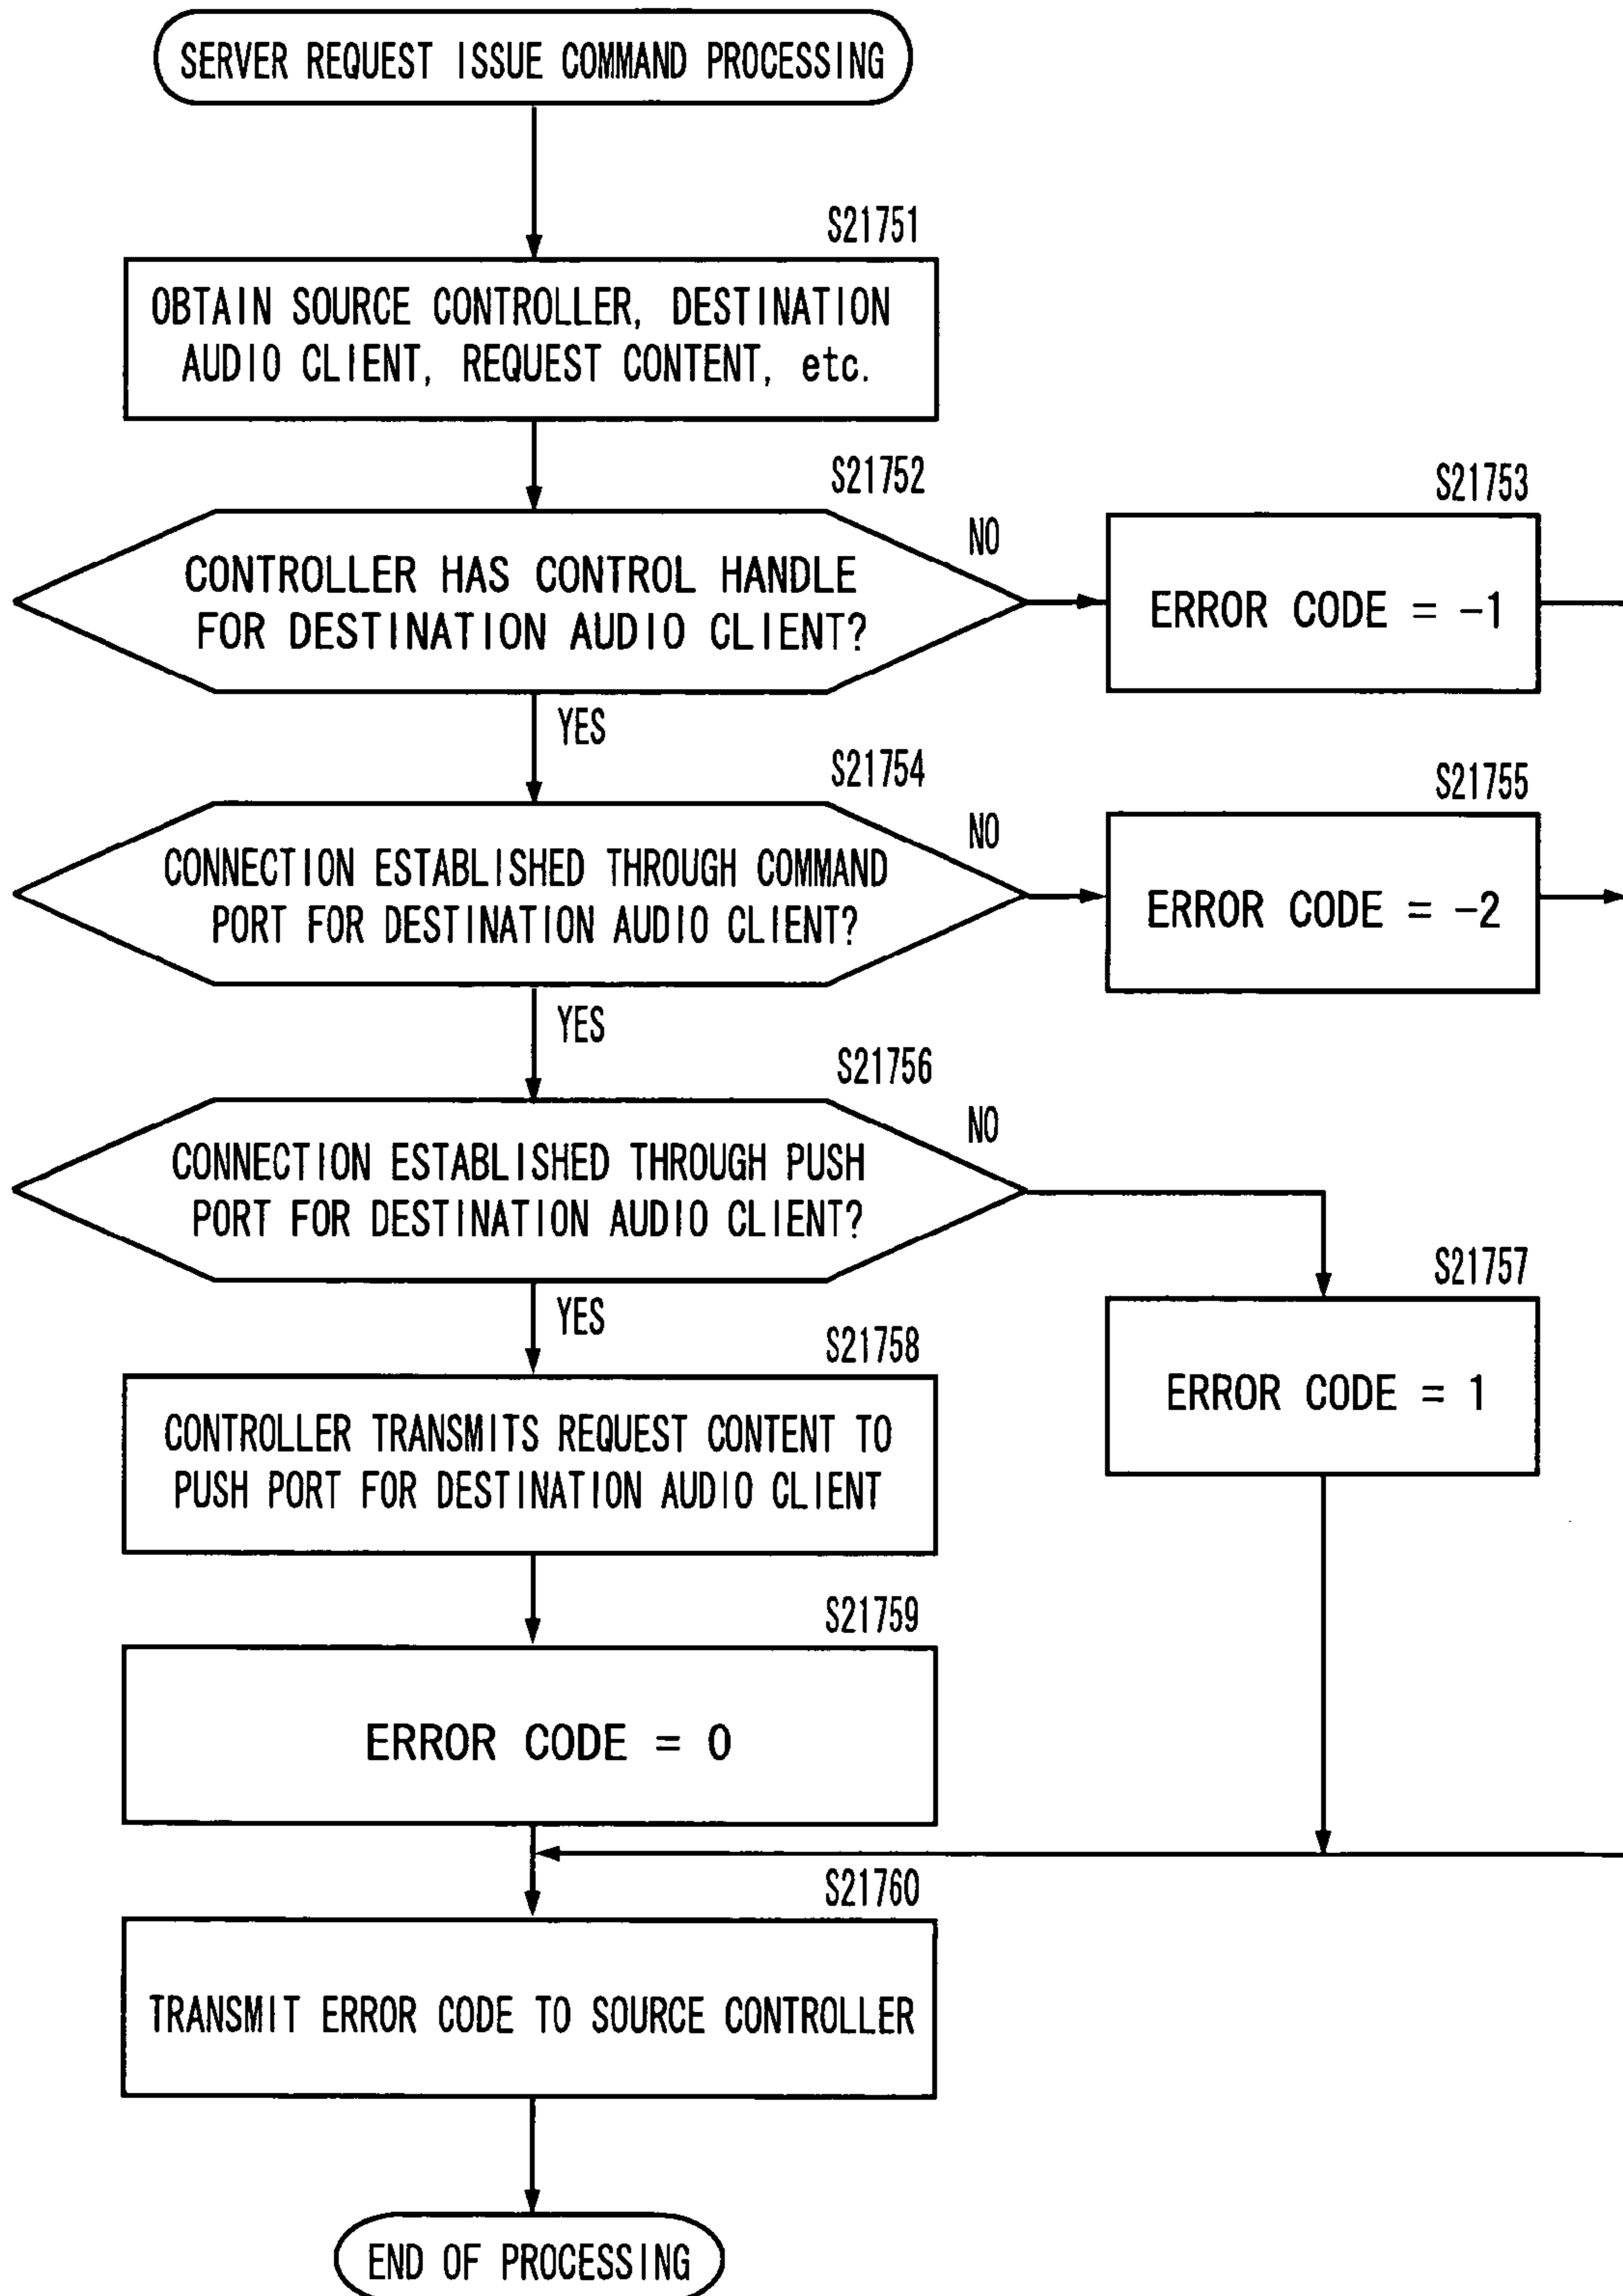 SERVER REQUEST ISSUE COMMAND PROCESSING
S21751
OBTAIN SOURCE CONTROLLER, DESTINATION
AUDIO CLIENT, REQUEST CONTENT, etc.
S21752
CONTROLLER HAS CONTROL HANDLE
FOR DESTINATION AUDIO CLIENT?
NO
S21753
ERROR CODE = -1
YES
S21754
CONNECTION ESTABLISHED THROUGH COMMAND
PORT FOR DESTINATION AUDIO CLIENT?
NO
S21755
ERROR CODE = -2
YES
S21756
CONNECTION ESTABLISHED THROUGH PUSH
PORT FOR DESTINATION AUDIO CLIENT?
NO
S21757
ERROR CODE = 1
YES
S21758
CONTROLLER TRANSMITS REQUEST CONTENT TO
PUSH PORT FOR DESTINATION AUDIO CLIENT
S21759
ERROR CODE = 0
S21760
TRANSMIT ERROR CODE TO SOURCE CONTROLLER
END OF PROCESSING